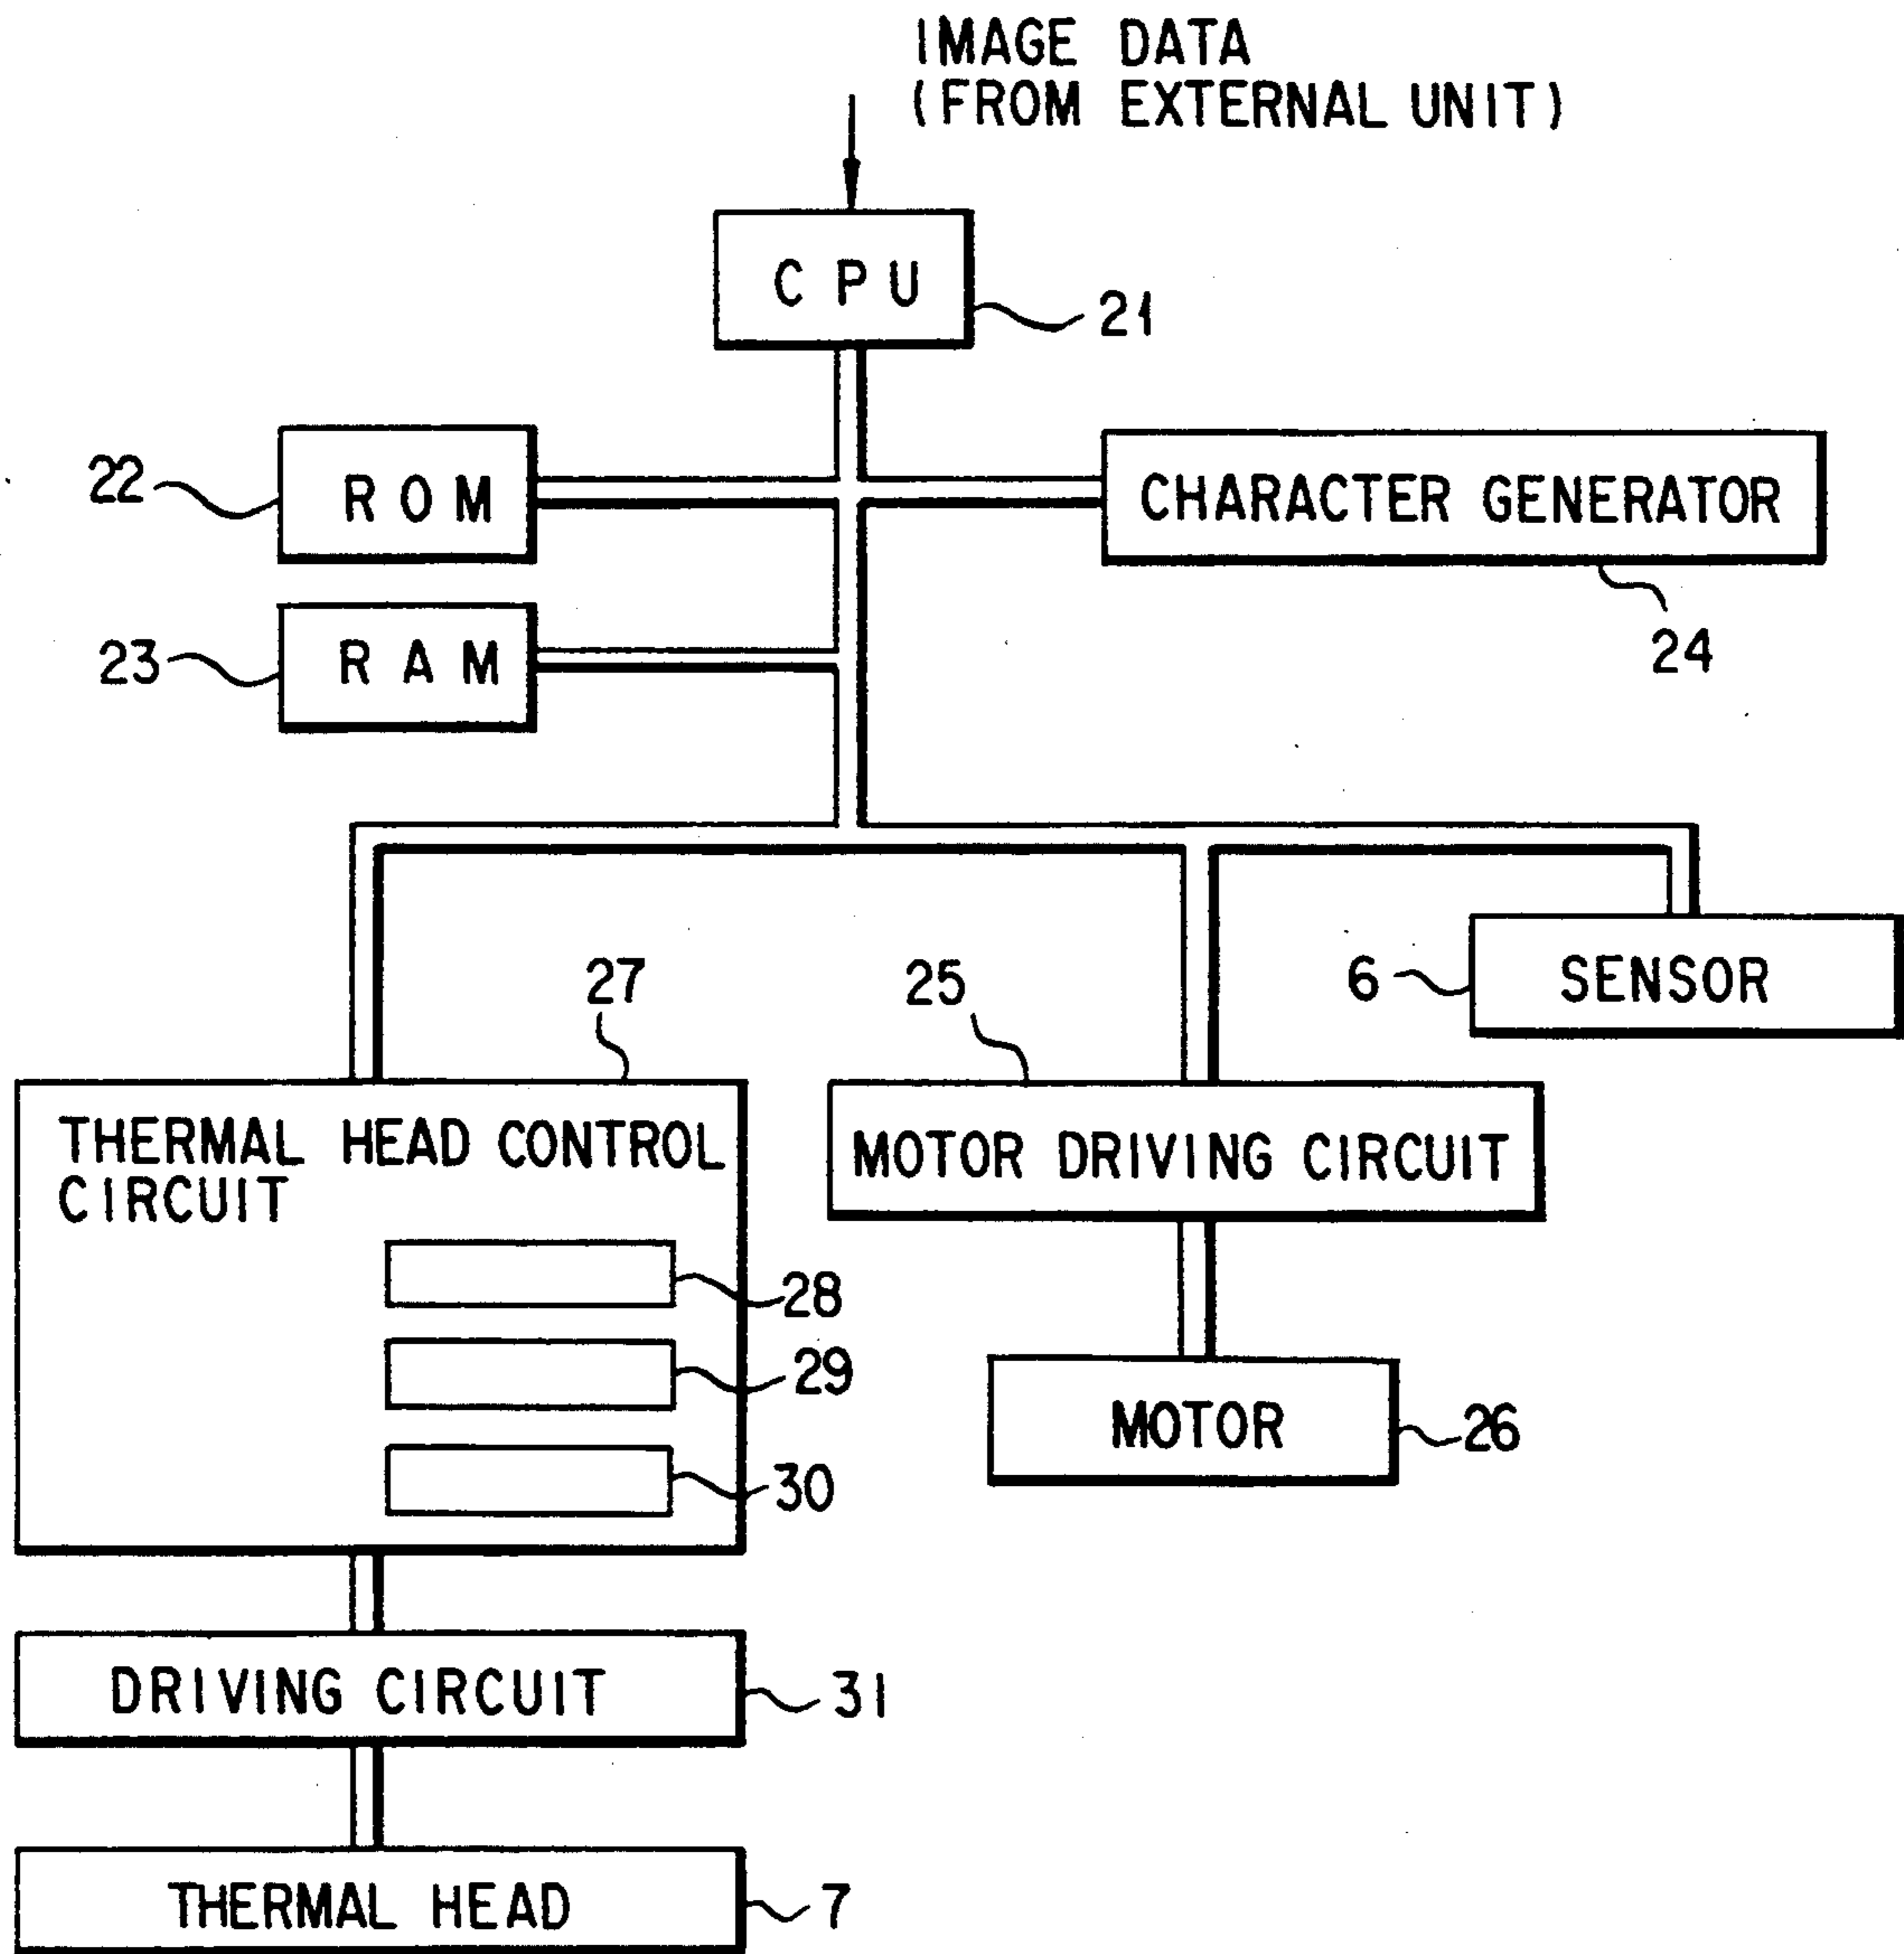 IMAGE DATA
(FROM EXTERNAL UNIT)
CPU
21
22
ROM
CHARACTER GENERATOR
23
RAM
24
27
25
6
SENSOR
THERMAL HEAD CONTROL
CIRCUIT
MOTOR DRIVING CIRCUIT
28
29
30
MOTOR
26
DRIVING CIRCUIT
31
THERMAL HEAD
7